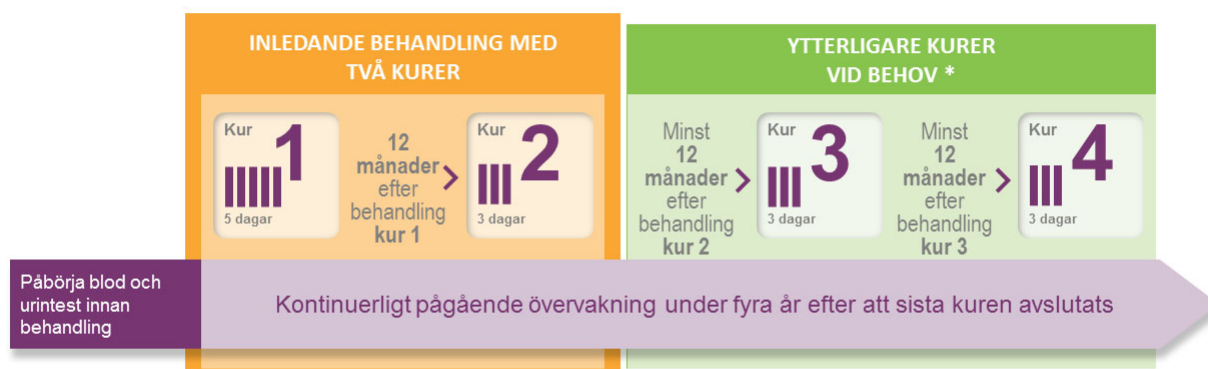 INLEDANDE BEHANDLING MED
TVÅ KURER
YTTERLIGARE KURER
VID BEHOV *
Kur
1
5 dagar
12
månader
efter
behandling
kur 1
Kur
2
3 dagar
Minst
12
månader
efter
behandling
kur 2
Kur
3
3 dagar
Minst
12
månader
efter
behandling
kur 3
Kur
4
3 dagar
Påbörja blod och
urintest innan
behandling
Kontinuerligt pågående övervakning under fyra år efter att sista kuren avslutats